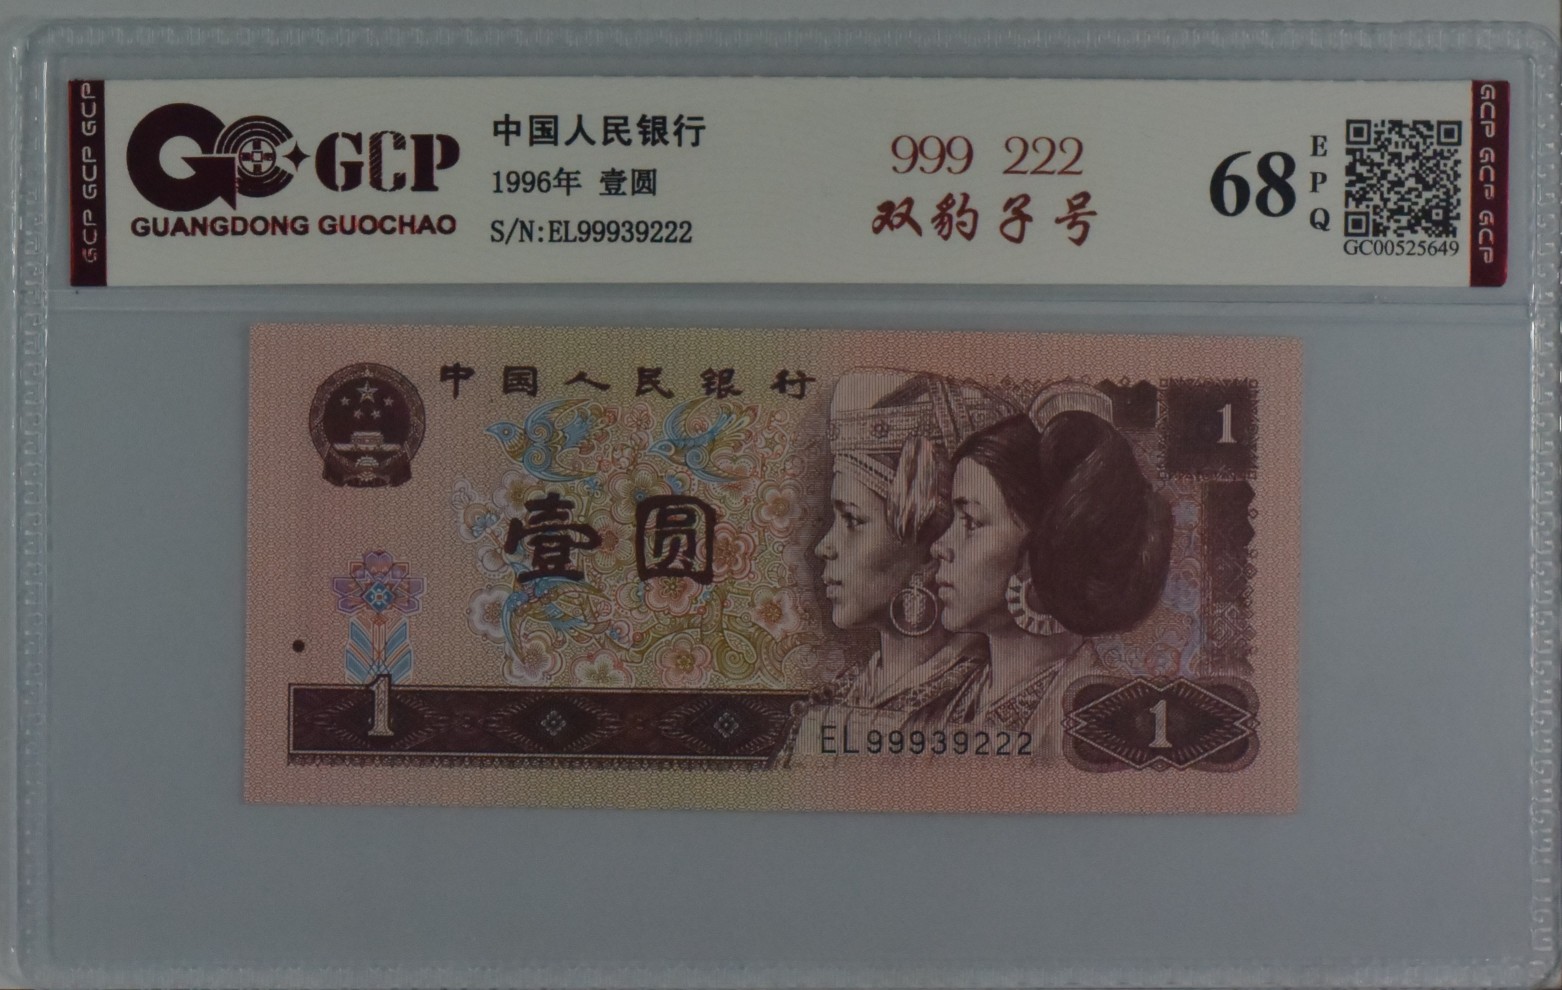 GCP GCP GCP
GCP
GUANGDONG GUOCHAO
中国人民银行
1996年 壹圆
S/N:EL99939222
999 222
双豹子号
68
EPQ
GC00525649
GCP GCP GCP
中国人民银行
1
壹圆
1
EL99939222
1